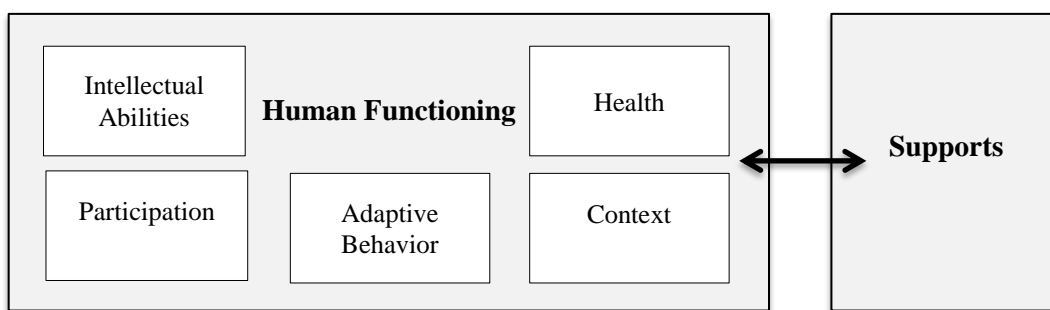 Intellectual
Abilities
Human Functioning
Health
Supports
Participation
Adaptive
Behavior
Context